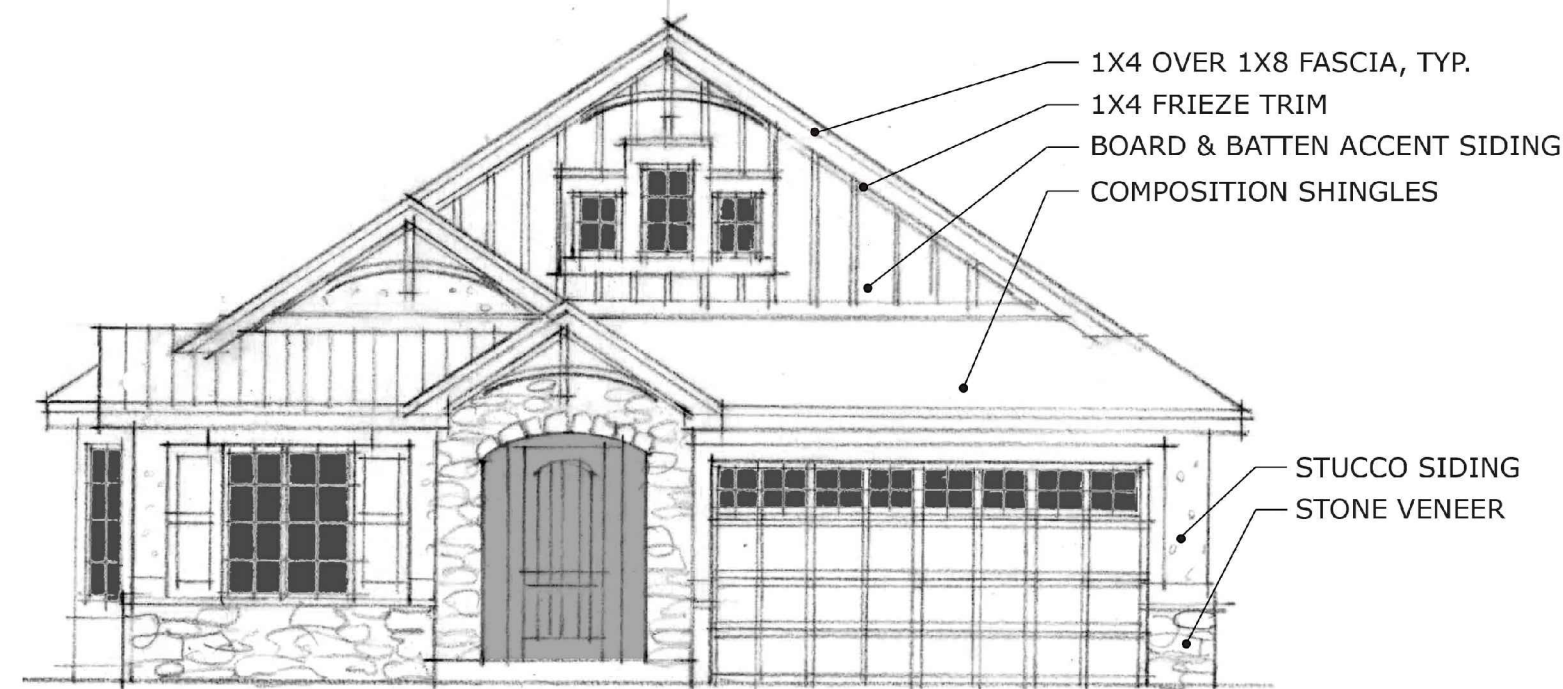 1X4 OVER 1X8 FASCIA, TYP.
1X4 FRIEZE TRIM
BOARD & BATTEN ACCENT SIDING
COMPOSITION SHINGLES
STUCCO SIDING
STONE VENEER